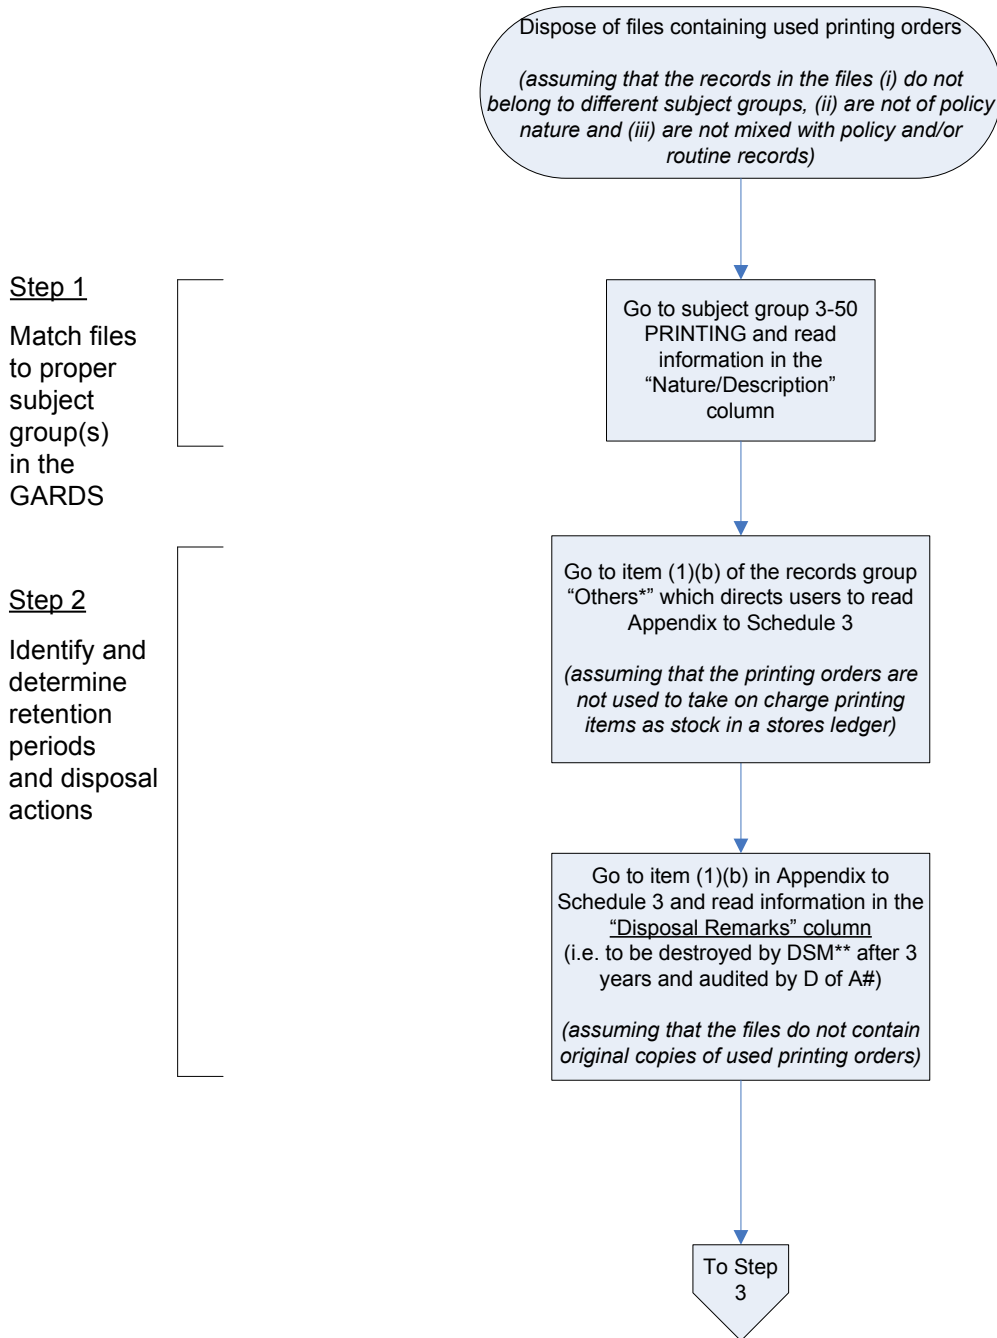 Dispose of files containing used printing orders
(assuming that the records in the files (i) do not
belong to different subject groups, (ii) are not of policy
nature and (iii) are not mixed with policy and/or
routine records)
Step 1
Match files
to proper
subject
group(s)
in the
GARDS
Go to subject group 3-50
PRINTING and read
information in the
“Nature/Description”
column
Step 2
Identify and
determine
retention
periods
and disposal
actions
Go to item (1)(b) of the records group
“Others*” which directs users to read
Appendix to Schedule 3
(assuming that the printing orders are
not used to take on charge printing
items as stock in a stores ledger)
Go to item (1)(b) in Appendix to
Schedule 3 and read information in the
“Disposal Remarks” column
(i.e. to be destroyed by DSM** after 3
years and audited by D of A#)
(assuming that the files do not contain
original copies of used printing orders)
To Step
3